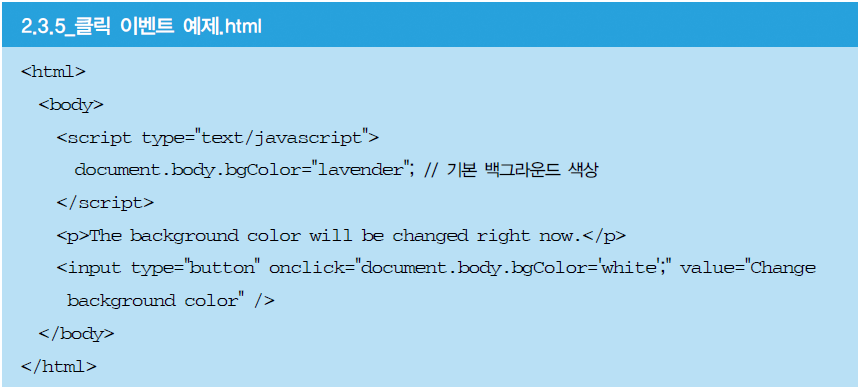 2.3.5_클릭 이벤트 예제.html
<html>
<body>
<script type="text/javascript">
document.body.bgColor="lavender"; // 기본 백그라운드 색상
</script>
<p>The background color will be changed right now.</p>
<input type="button" onclick="document.body.bgColor='white';" value="Change
background color" />
</body>
</html>